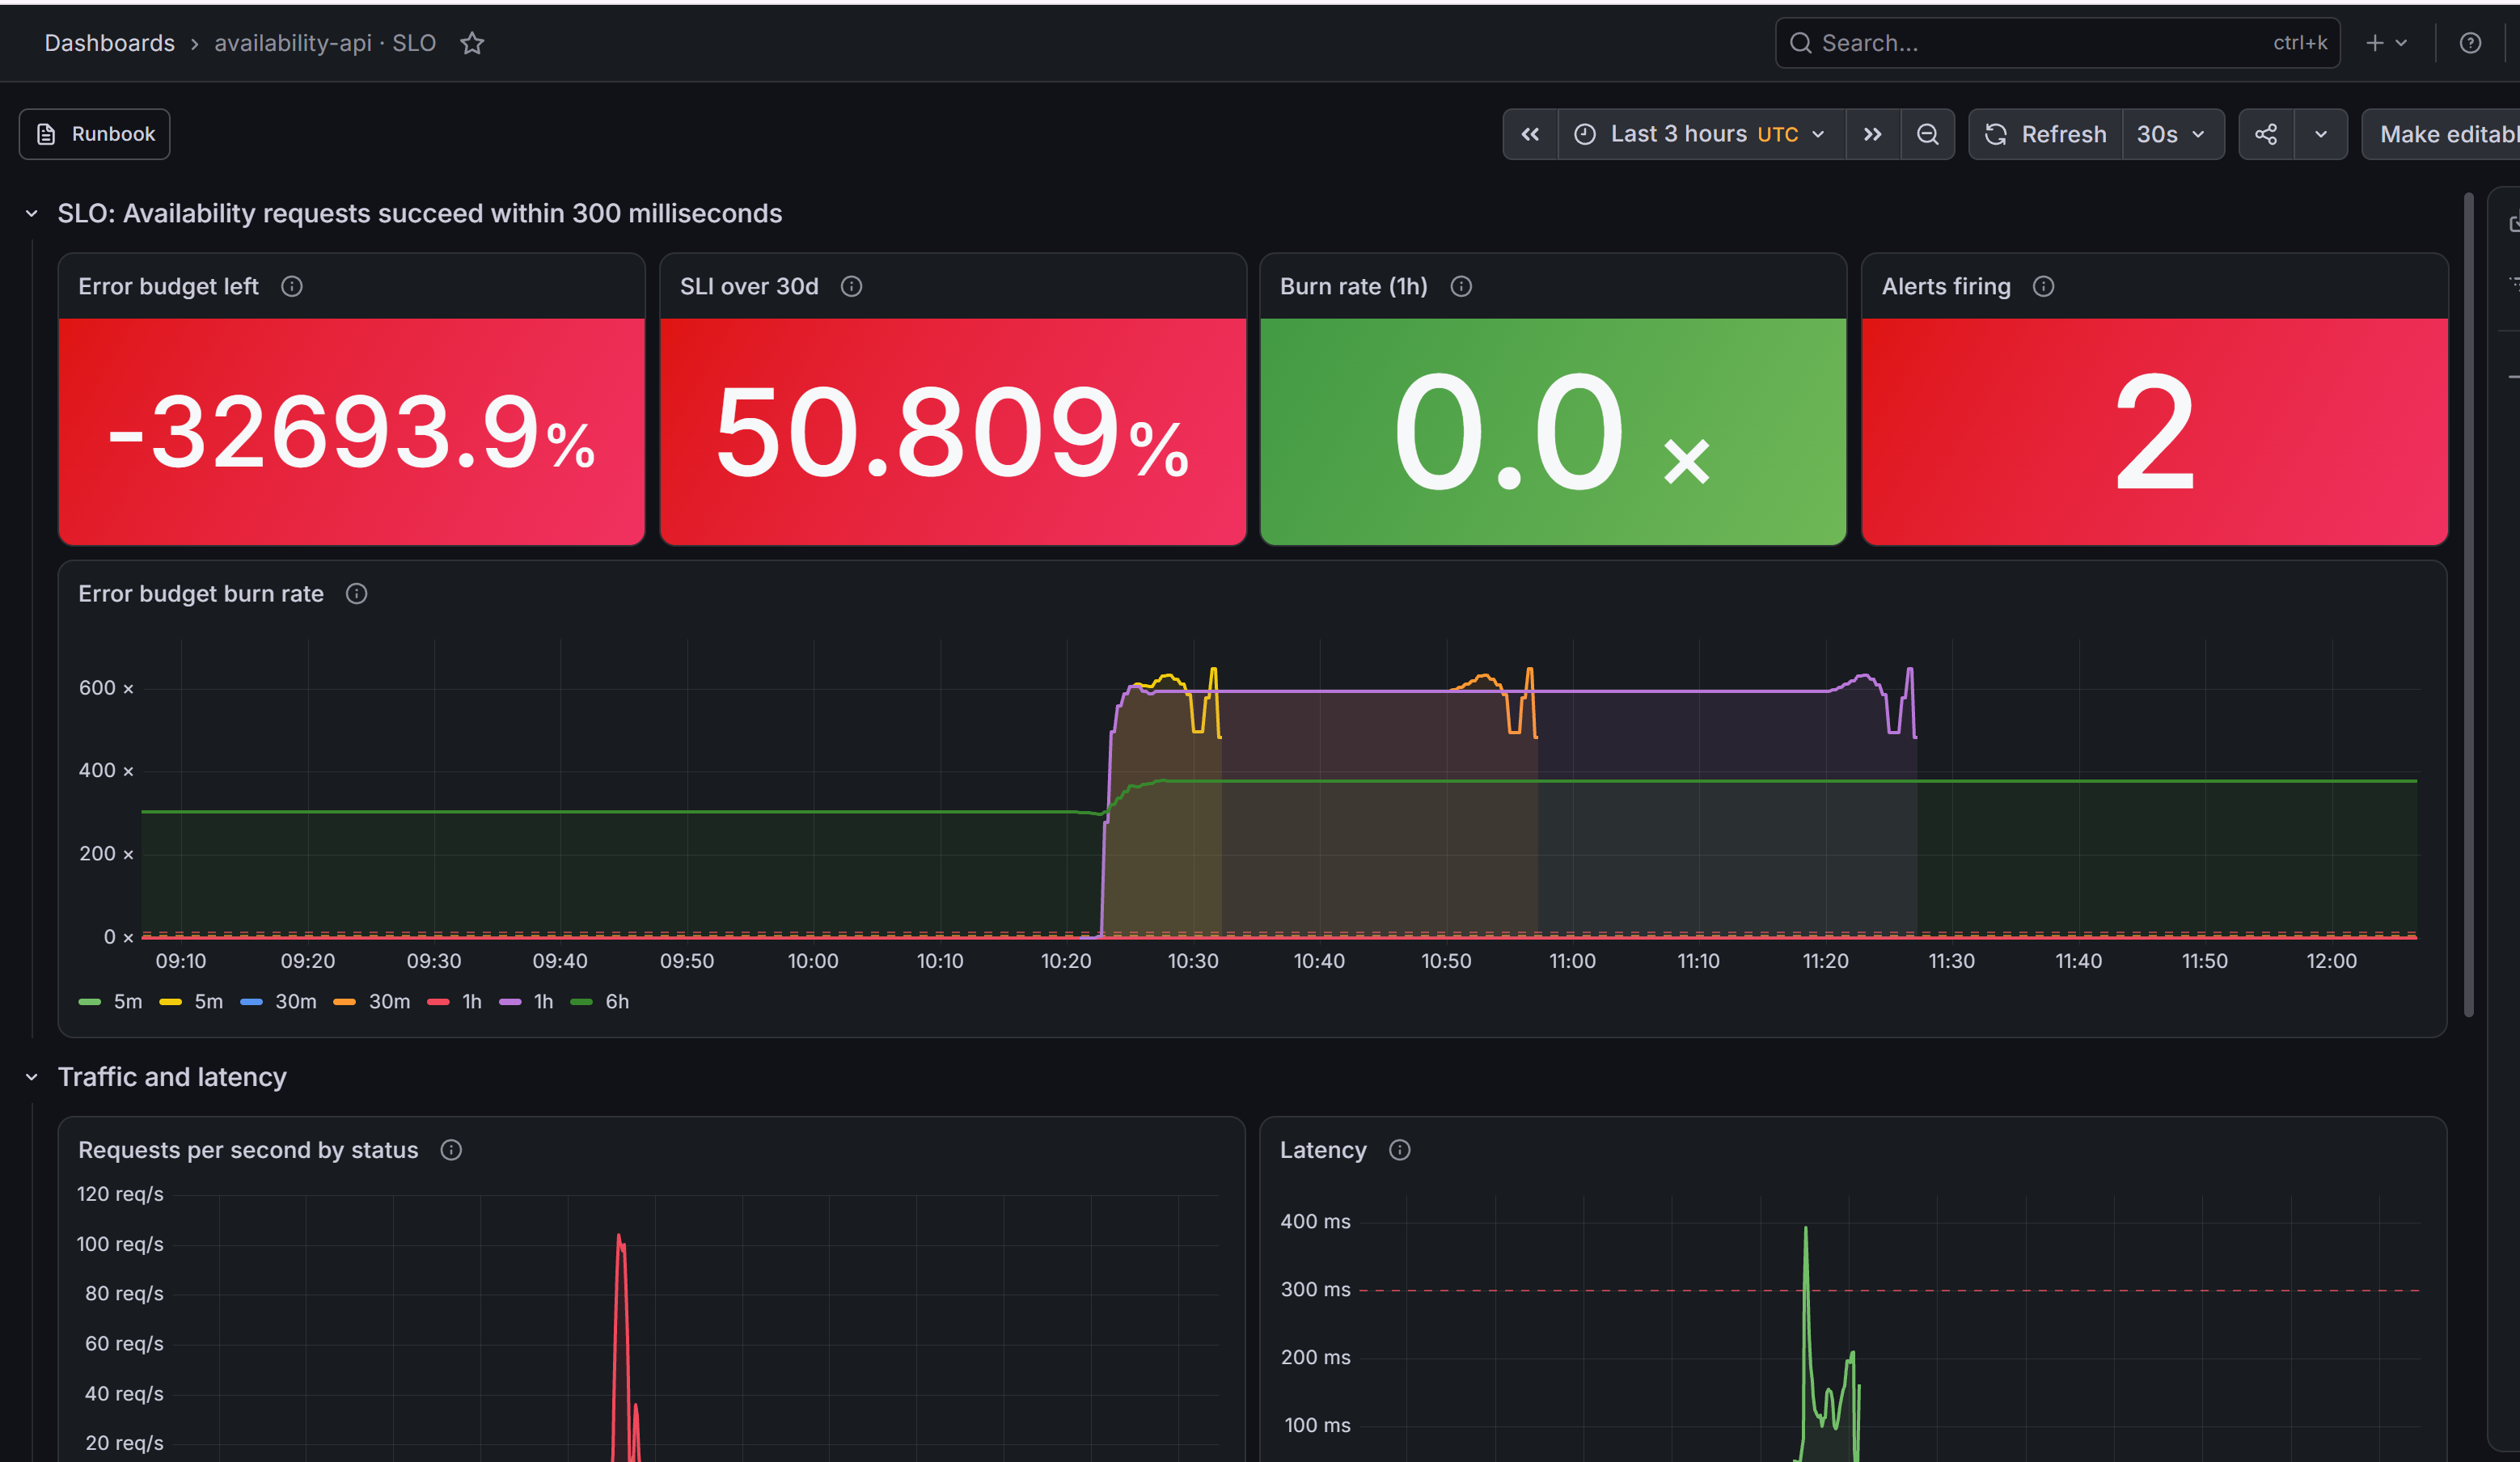 Dashboards › availability-api · SLO
Search... ctrl+k
Runbook
Last 3 hours UTC
Refresh 30s
Make editabl
SLO: Availability requests succeed within 300 milliseconds
Error budget left
-32693.9%
SLI over 30d
50.809%
Burn rate (1h)
0.0 ×
Alerts firing
2
Error budget burn rate
600 ×
400 ×
200 ×
0 ×
09:10 09:20 09:30 09:40 09:50 10:00 10:10 10:20 10:30 10:40 10:50 11:00 11:10 11:20 11:30 11:40 11:50 12:00
5m 5m 30m 30m 1h 1h 6h
Traffic and latency
Requests per second by status
120 req/s
100 req/s
80 req/s
60 req/s
40 req/s
20 req/s
Latency
400 ms
300 ms
200 ms
100 ms